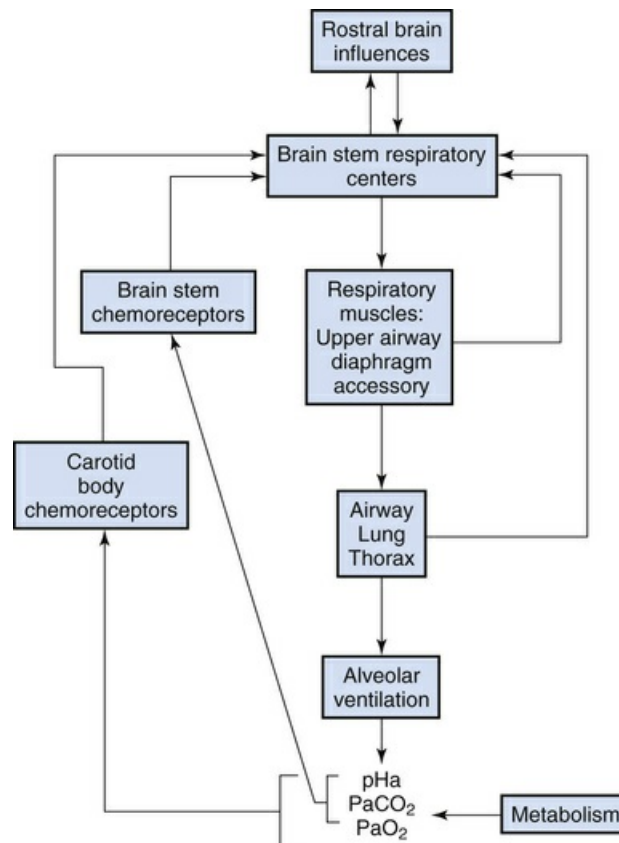 Rostral brain
influences
Brain stem respiratory
centers
Brain stem
chemoreceptors
Respiratory
muscles:
Upper airway
diaphragm
accessory
Carotid
body
chemoreceptors
Airway
Lung
Thorax
Alveolar
ventilation
pHa
PaCO₂
PaO₂
Metabolism